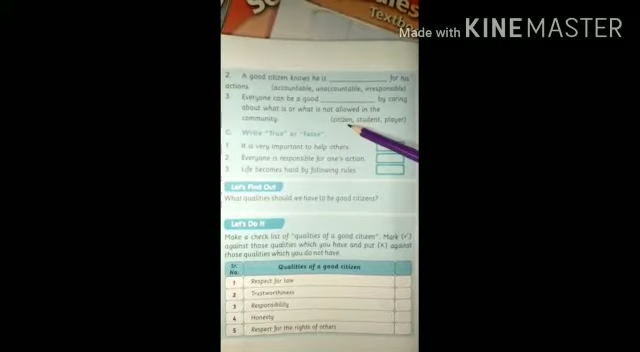 Textbo
Made with KINEMASTER
2. A good citizen knows he is ____________ for his
actions. (accountable, unaccountable, irresponsible)
3. Everyone can be a good ____________ by caring
about what is or what is not allowed in the
community. (citizen, student, player)
C. Write "True" or "False".
1 It is very important to help others.
2 Everyone is responsible for one's action.
3 Life becomes hard by following rules.
Let's Find Out
What qualities should we have to be good citizens?
Let's Do It
Make a check list of "qualities of a good citizen". Mark (✓)
against those qualities which you have and put (×) against
those qualities which you do not have.
Sr. No. Qualities of a good citizen
1 Respect for law
2 Trustworthiness
3 Responsibility
4 Honesty
5 Respect for the rights of others